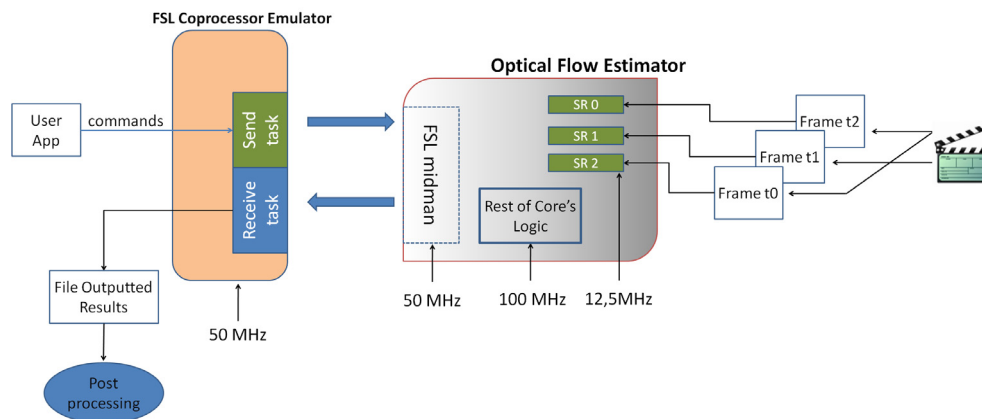 FSL Coprocessor Emulator
Optical Flow Estimator
User
App
commands
Send
task
Receive
task
FSL midman
SR 0
SR 1
SR 2
Rest of Core's
Logic
Frame t2
Frame t1
Frame t0
File Outputted
Results
50 MHz
50 MHz
100 MHz
12,5MHz
Post
processing